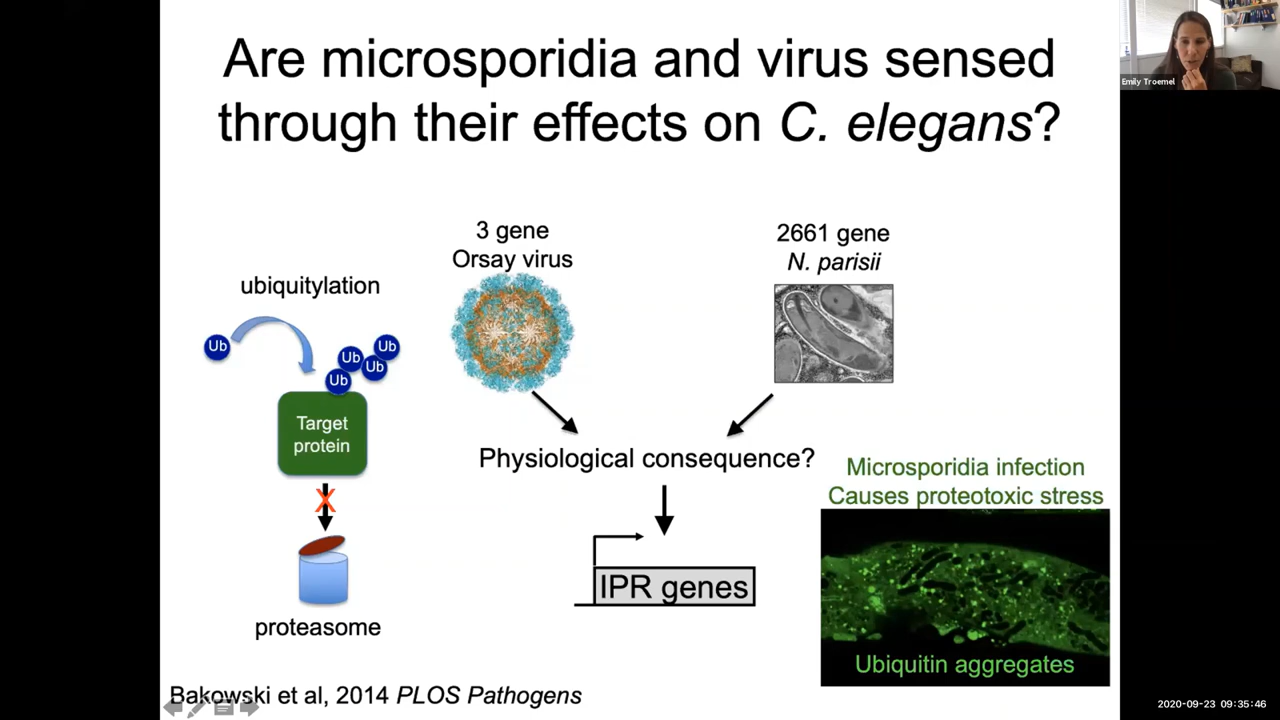 Are microsporidia and virus sensed
through their effects on C. elegans?
Emily Troemel
3 gene
Orsay virus
2661 gene
N. parisii
ubiquitylation
Ub
Ub
Ub
Ub
Ub
Target
protein
X
proteasome
Physiological consequence?
IPR genes
Microsporidia infection
Causes proteotoxic stress
Ubiquitin aggregates
Bakowski et al, 2014 PLOS Pathogens
2020-09-23 09:35:46